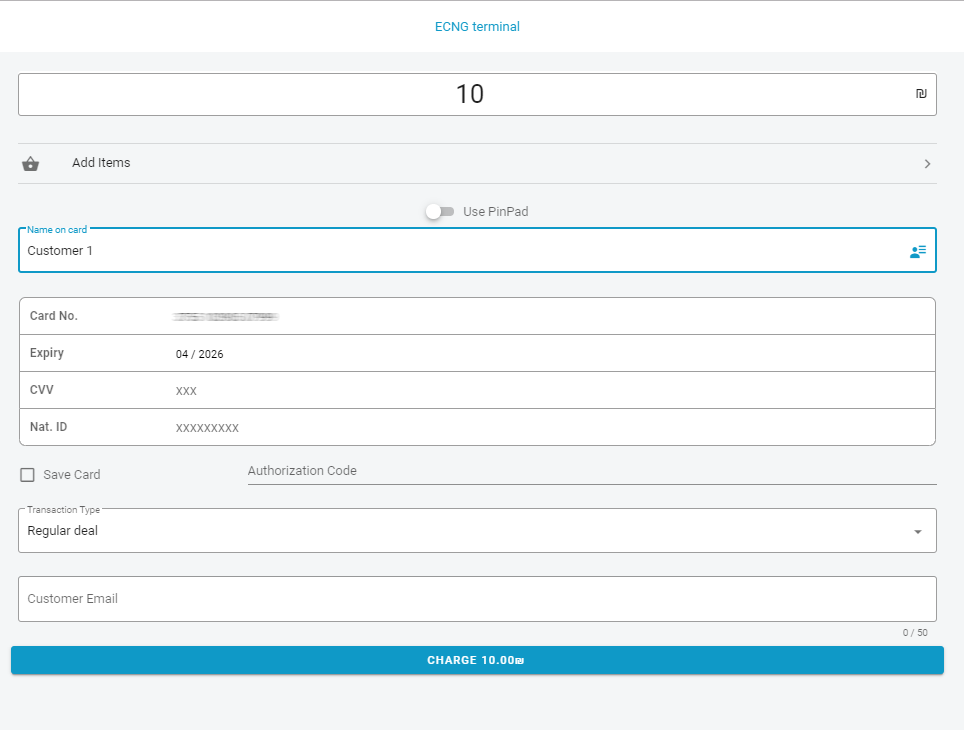 ECNG terminal
10 ₪
Add Items
Use PinPad
Name on card
Customer 1
Card No.
Expiry 04 / 2026
CVV XXX
Nat. ID XXXXXXXXX
Save Card
Authorization Code
Transaction Type
Regular deal
Customer Email
0 / 50
CHARGE 10.00₪